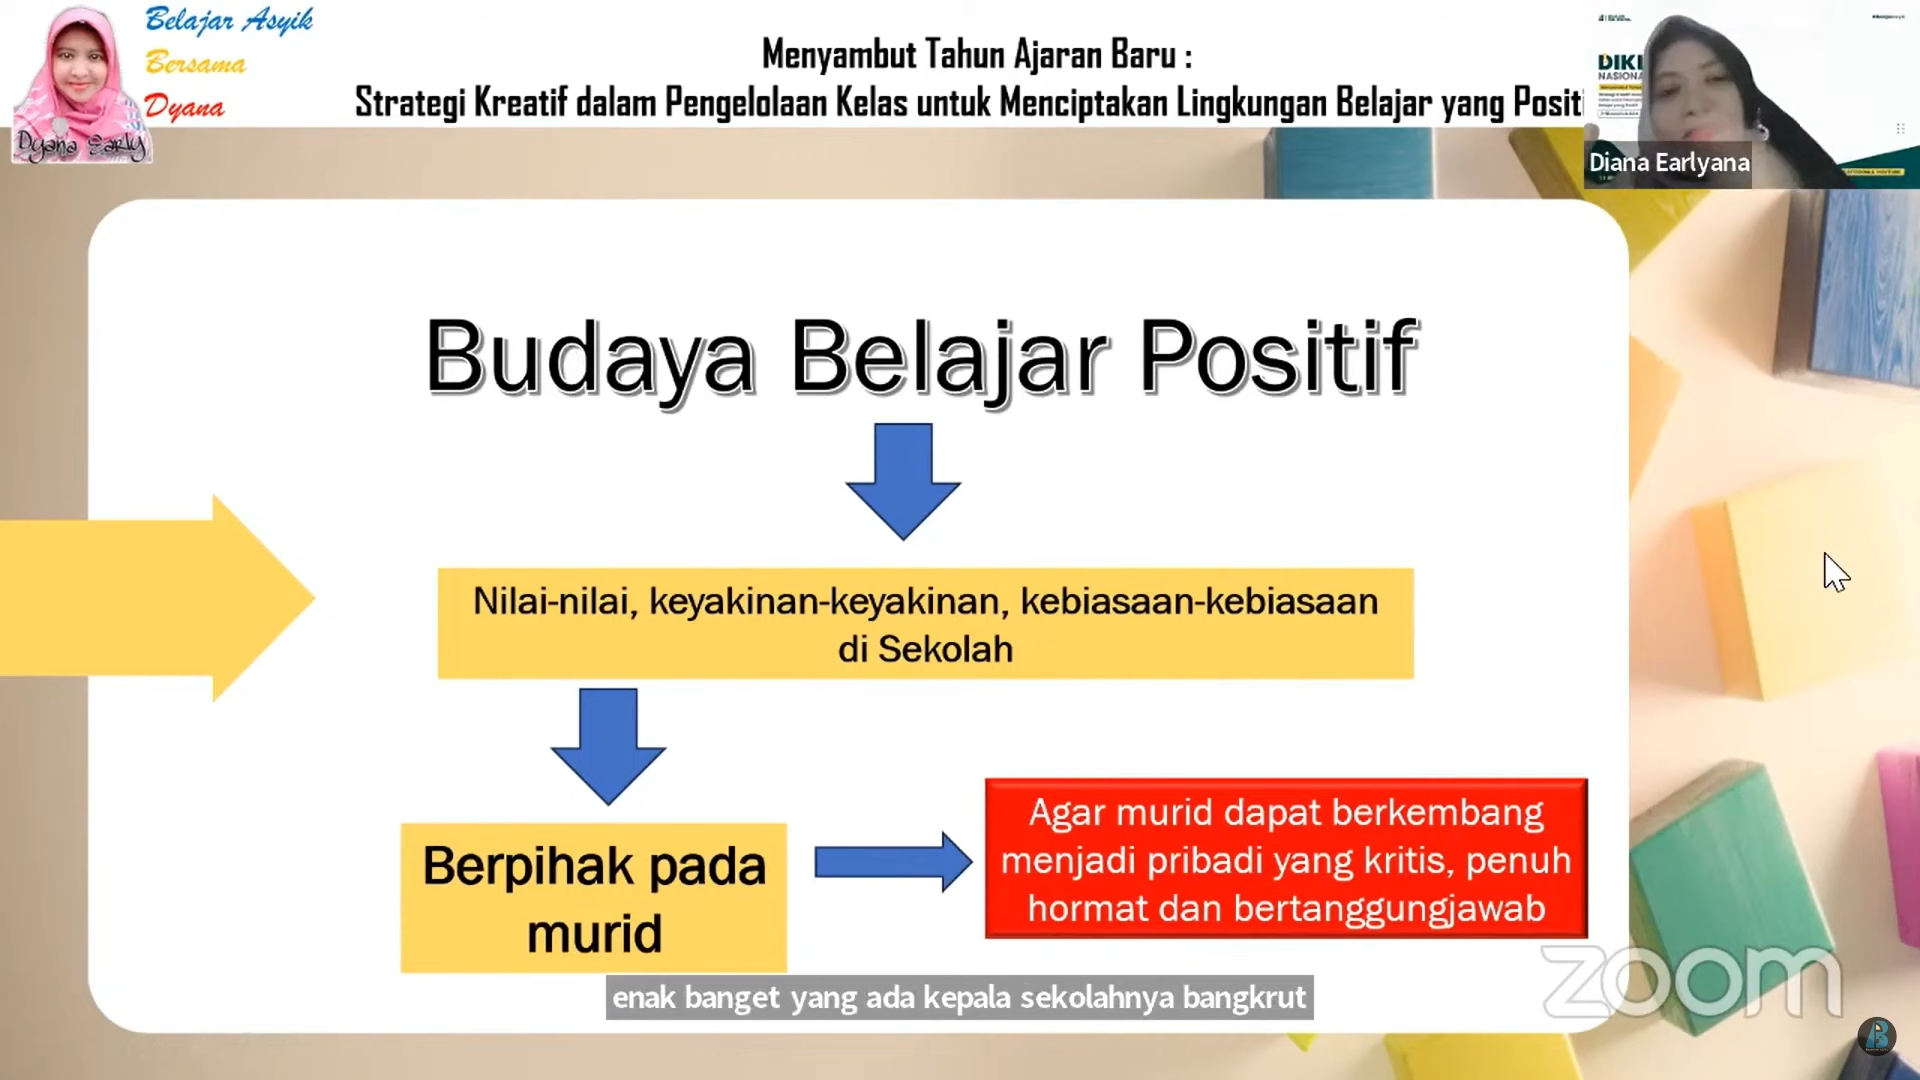 Belajar Asyik
Bersama
Dyana
Dyana Early
Menyambut Tahun Ajaran Baru :
Strategi Kreatif dalam Pengelolaan Kelas untuk Menciptakan Lingkungan Belajar yang Posit
DIKI
NASIONA
Diana Earlyana
Budaya Belajar Positif
Nilai-nilai, keyakinan-keyakinan, kebiasaan-kebiasaan
di Sekolah
Berpihak pada
murid
Agar murid dapat berkembang
menjadi pribadi yang kritis, penuh
hormat dan bertanggungjawab
enak banget yang ada kepala sekolahnya bangkrut
zoom